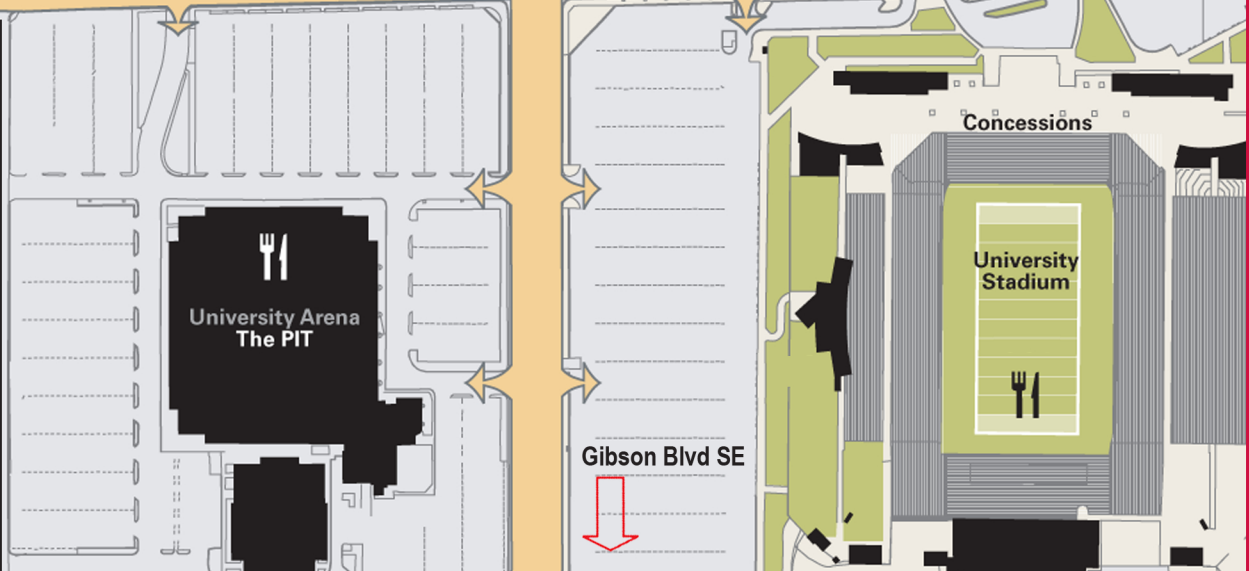 Concessions
University
Stadium
University Arena
The PIT
Gibson Blvd SE